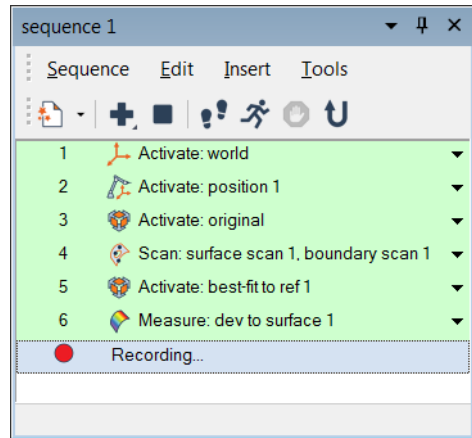 sequence 1
Sequence Edit Insert Tools
1 Activate: world
2 Activate: position 1
3 Activate: original
4 Scan: surface scan 1, boundary scan 1
5 Activate: best-fit to ref 1
6 Measure: dev to surface 1
Recording...